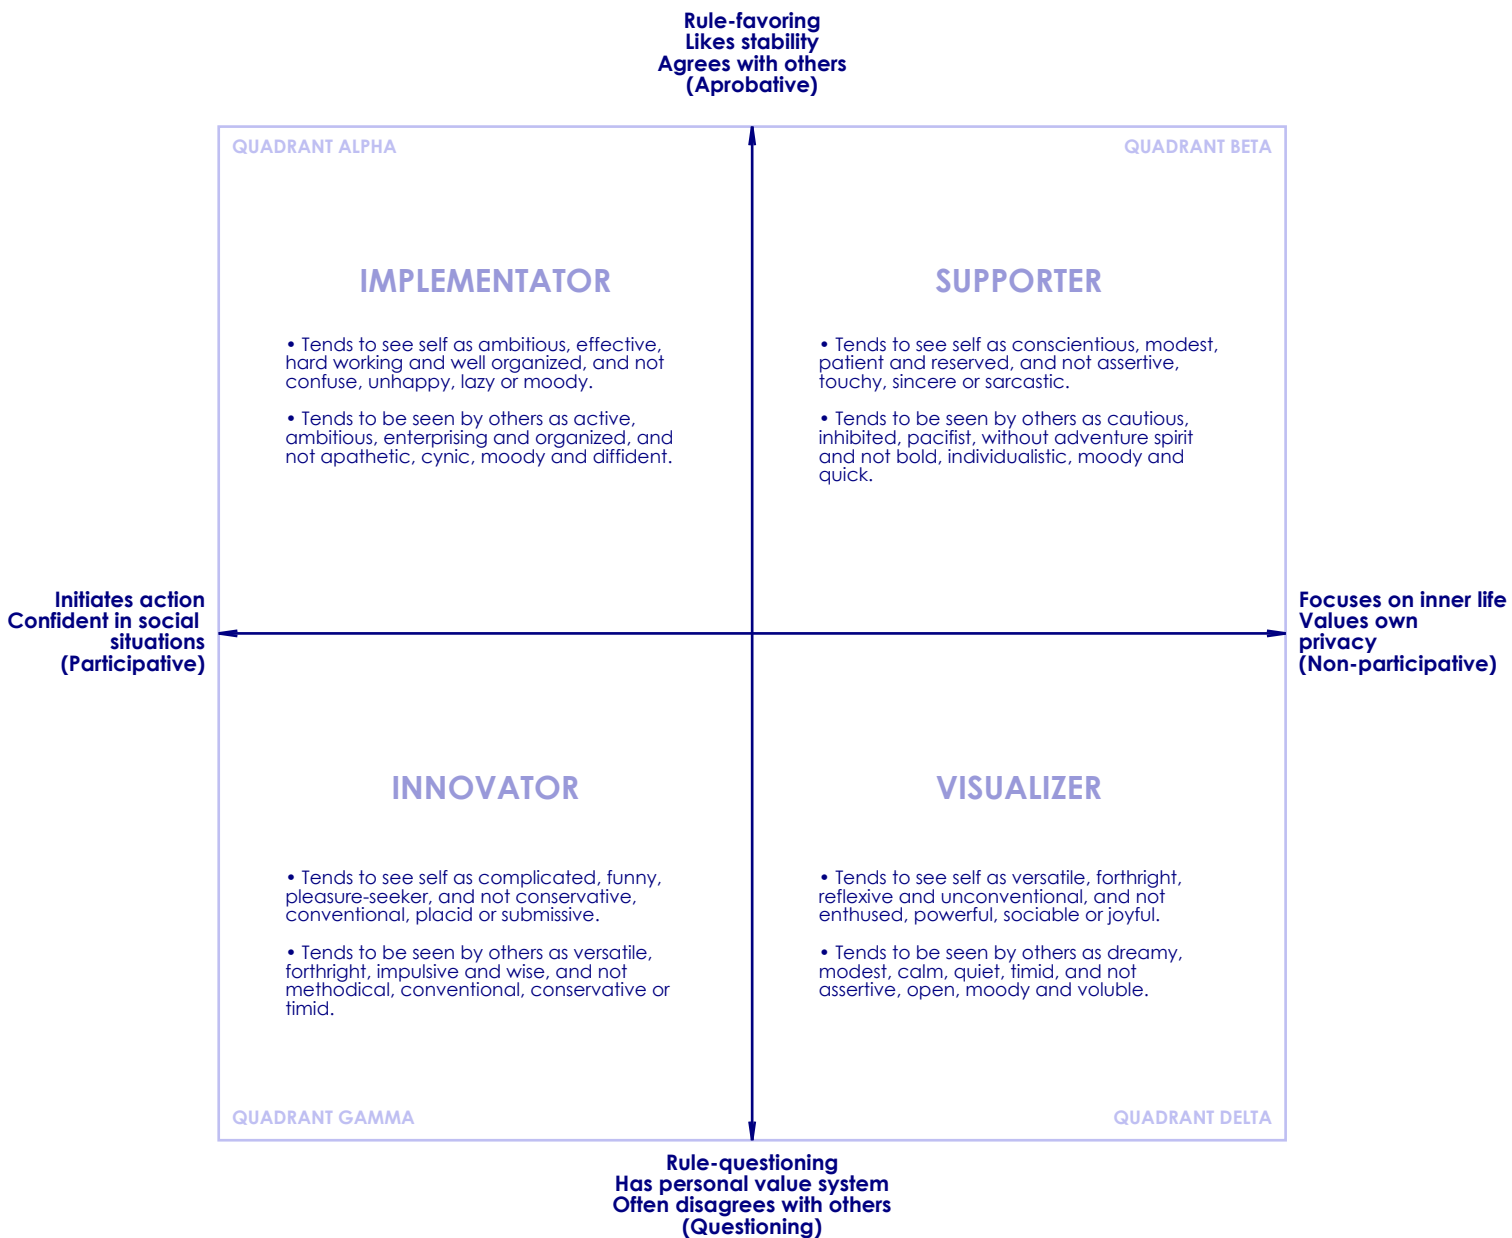 Rule-favoring
Likes stability
Agrees with others
(Aprobative)
QUADRANT ALPHA
QUADRANT BETA
IMPLEMENTATOR
• Tends to see self as ambitious, effective,
hard working and well organized, and not
confuse, unhappy, lazy or moody.
• Tends to be seen by others as active,
ambitious, enterprising and organized, and
not apathetic, cynic, moody and diffident.
SUPPORTER
• Tends to see self as conscientious, modest,
patient and reserved, and not assertive,
touchy, sincere or sarcastic.
• Tends to be seen by others as cautious,
inhibited, pacifist, without adventure spirit
and not bold, individualistic, moody and
quick.
Initiates action
Confident in social
situations
(Participative)
Focuses on inner life
Values own
privacy
(Non-participative)
INNOVATOR
• Tends to see self as complicated, funny,
pleasure-seeker, and not conservative,
conventional, placid or submissive.
• Tends to be seen by others as versatile,
forthright, impulsive and wise, and not
methodical, conventional, conservative or
timid.
VISUALIZER
• Tends to see self as versatile, forthright,
reflexive and unconventional, and not
enthused, powerful, sociable or joyful.
• Tends to be seen by others as dreamy,
modest, calm, quiet, timid, and not
assertive, open, moody and voluble.
QUADRANT GAMMA
QUADRANT DELTA
Rule-questioning
Has personal value system
Often disagrees with others
(Questioning)